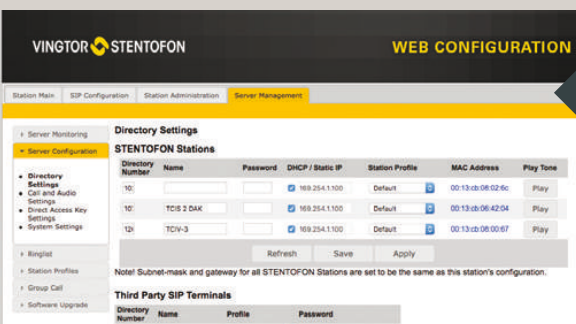 VINGTOR STENTOFON
WEB CONFIGURATION
Station Main SIP Configuration Station Administration Server Management
Server Monitoring
Server Configuration
Directory Settings
Call and Audio Settings
Direct Access Key Settings
System Settings
Ringlist
Station Profiles
Group Call
Software Upgrade
Directory Settings
STENTOFON Stations
Directory Number Name Password DHCP / Static IP Station Profile MAC Address Play Tone
169.254.1.100 Default 00:13:cb:08:02:6c Play
TCIS 2 DAK 169.254.1.100 Default 00:13:cb:06:42:04 Play
TCIV-3 169.254.1.100 Default 00:13:cb:08:00:67 Play
Refresh Save Apply
Note! Subnet-mask and gateway for all STENTOFON Stations are set to be the same as this station's configuration.
Third Party SIP Terminals
Directory Number Name Profile Password